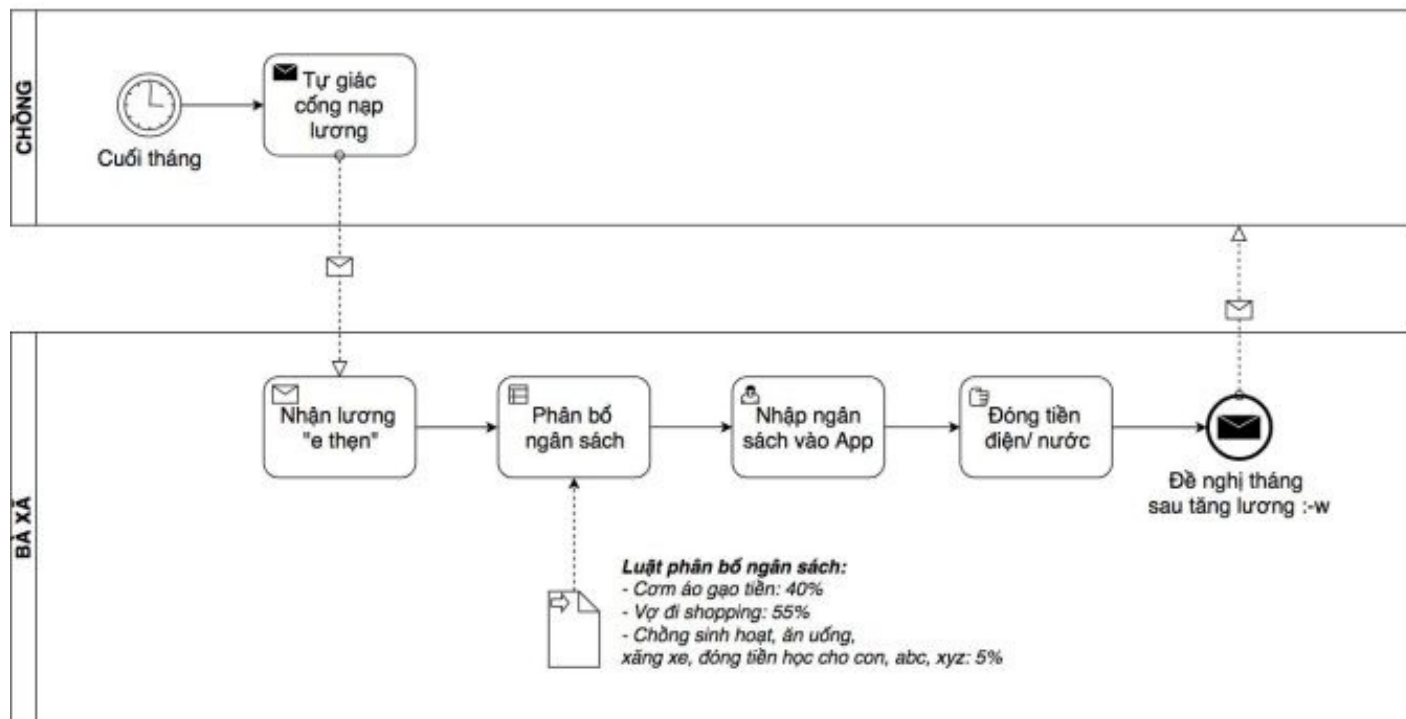 CHỒNG
Cuối tháng
Tự giác
cống nạp
lương
BÀ XÃ
Nhận lương
"e thẹn"
Phân bổ
ngân sách
Nhập ngân
sách vào App
Đóng tiền
điện/ nước
Đề nghị tháng
sau tăng lương :-w
Luật phân bổ ngân sách:
- Cơm áo gạo tiền: 40%
- Vợ đi shopping: 55%
- Chồng sinh hoạt, ăn uống,
xăng xe, đóng tiền học cho con, abc, xyz: 5%